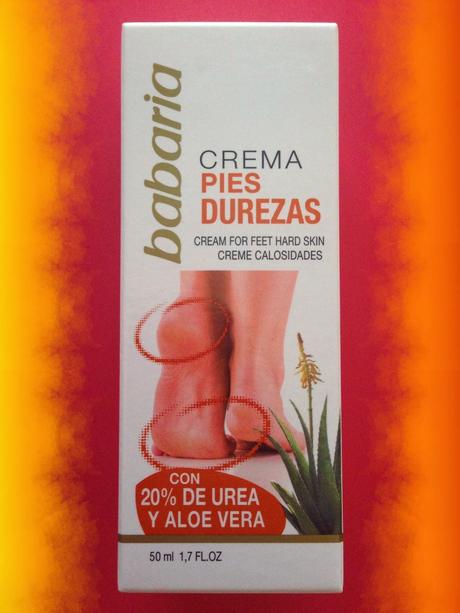 babaria
CREMA
PIES
DUREZAS
CREAM FOR FEET HARD SKIN
CREME CALOSIDADES
CON
20% DE UREA
Y ALOE VERA
50 ml 1,7 FL.OZ